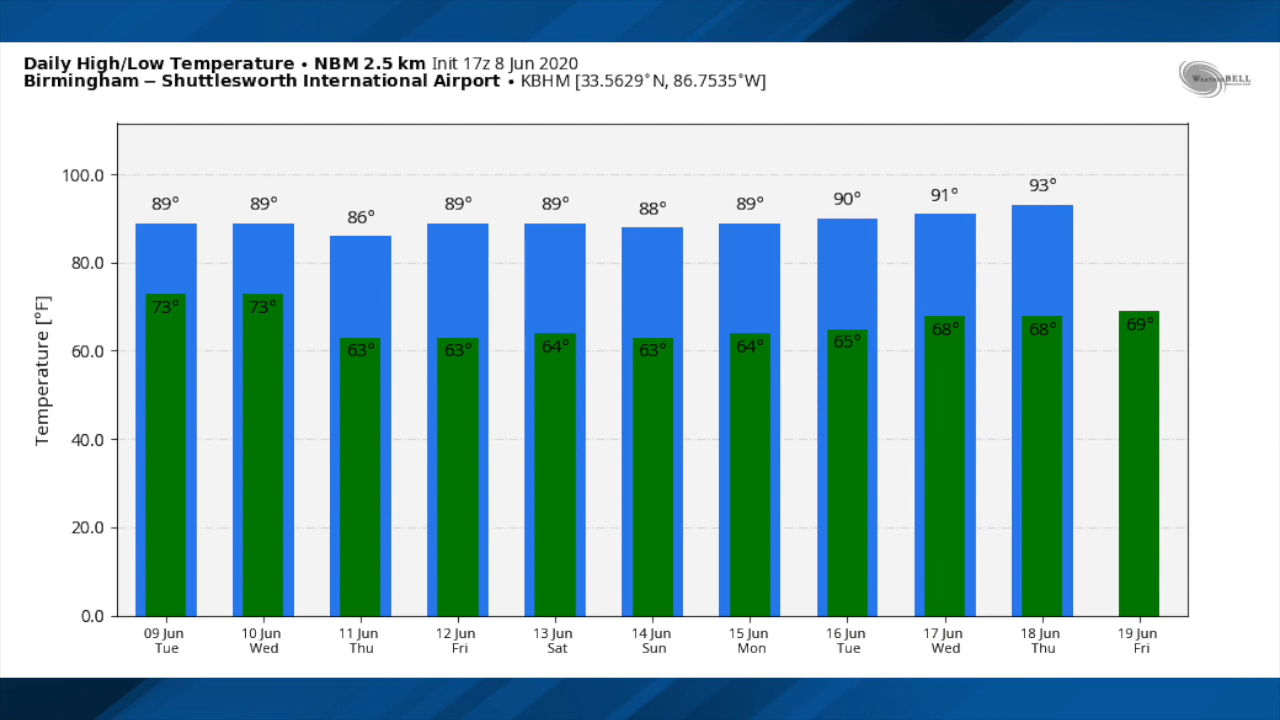 Daily High/Low Temperature • NBM 2.5 km Init 17z 8 Jun 2020
Birmingham – Shuttlesworth International Airport • KBHM [33.5629°N, 86.7535°W]
WeatherBELL
Temperature [°F]
100.0
80.0
60.0
40.0
20.0
0.0
89° 89° 86° 89° 89° 88° 89° 90° 91° 93°
73° 73° 63° 63° 64° 63° 64° 65° 68° 68° 69°
09 Jun 10 Jun 11 Jun 12 Jun 13 Jun 14 Jun 15 Jun 16 Jun 17 Jun 18 Jun 19 Jun
Tue Wed Thu Fri Sat Sun Mon Tue Wed Thu Fri